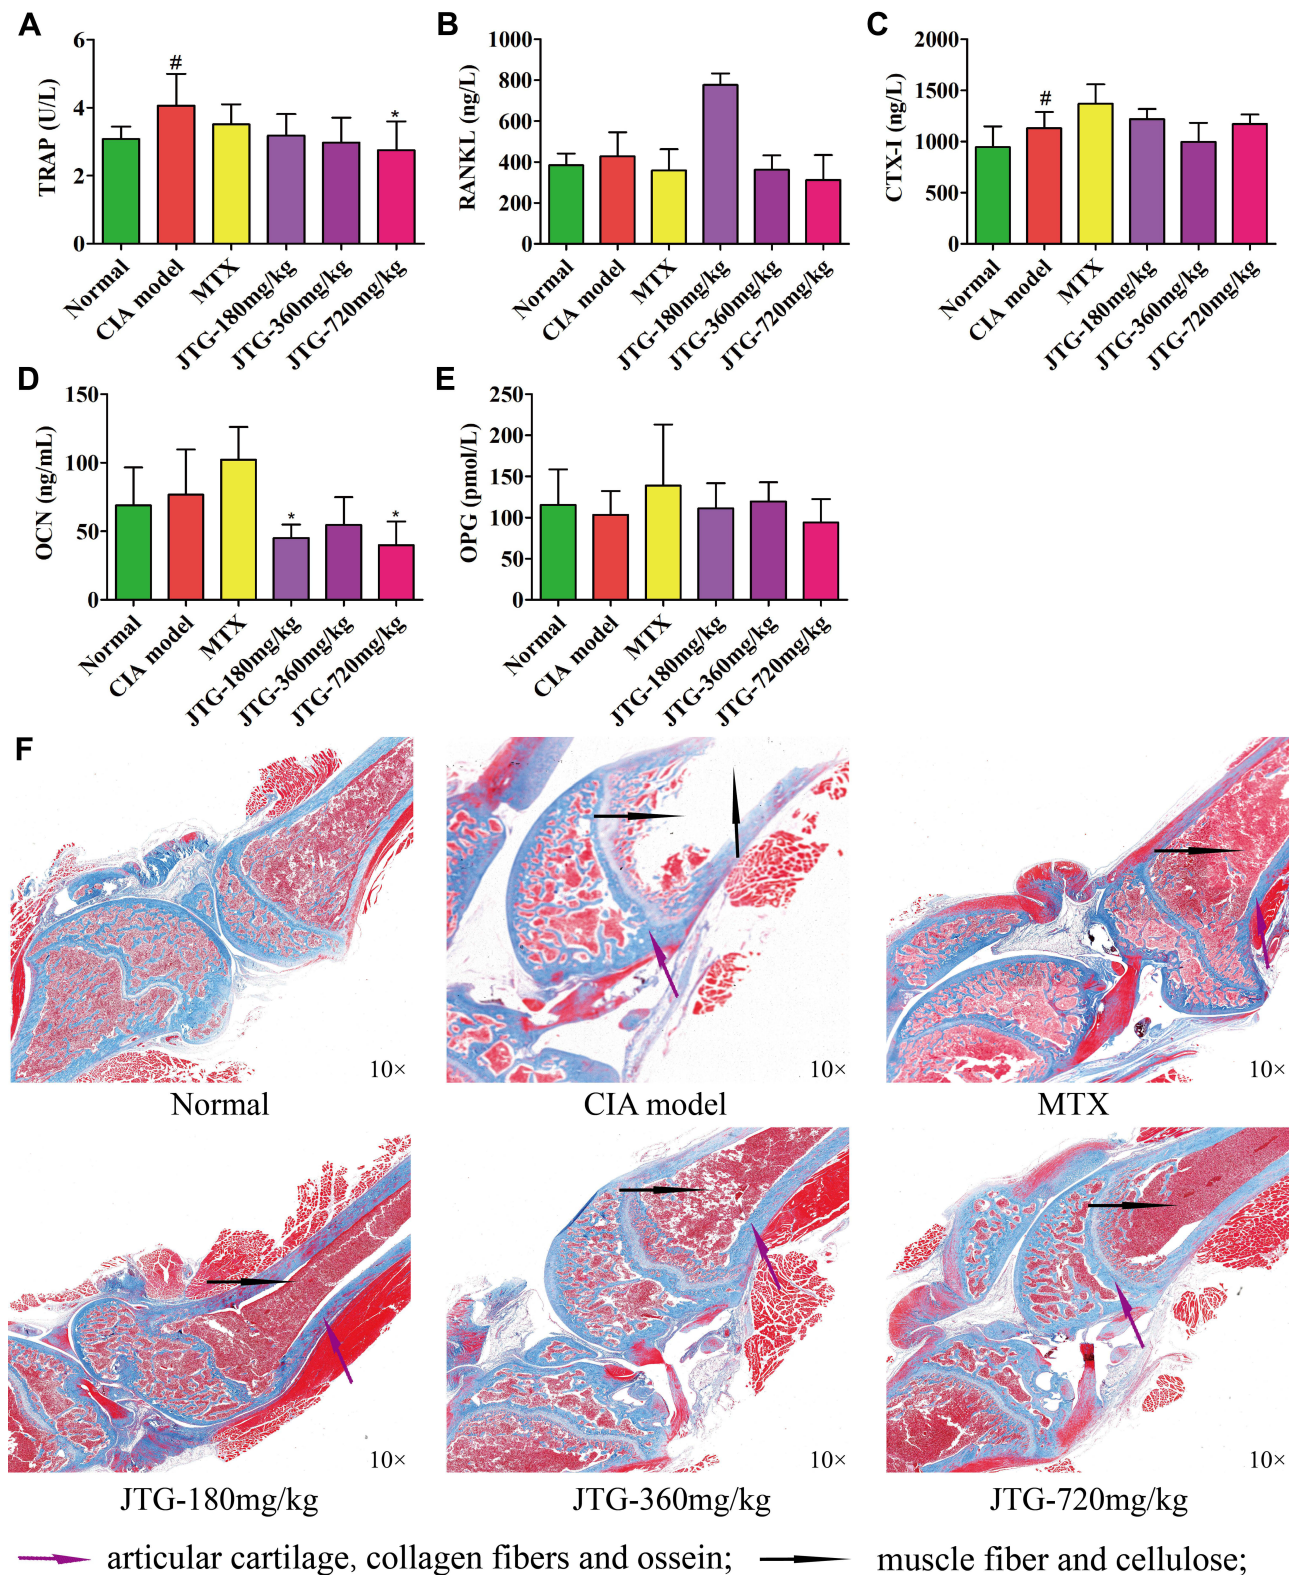 A
TRAP (U/L)
6
4
2
0
#
*
Normal
CIA model
MTX
JTG-180mg/kg
JTG-360mg/kg
JTG-720mg/kg
B
RANKL (ng/L)
1000
800
600
400
200
0
Normal
CIA model
MTX
JTG-180mg/kg
JTG-360mg/kg
JTG-720mg/kg
C
CTX-I (ng/L)
2000
1500
1000
500
0
#
Normal
CIA model
MTX
JTG-180mg/kg
JTG-360mg/kg
JTG-720mg/kg
D
OCN (ng/mL)
150
100
50
0
*
*
Normal
CIA model
MTX
JTG-180mg/kg
JTG-360mg/kg
JTG-720mg/kg
E
OPG (pmol/L)
250
200
150
100
50
0
Normal
CIA model
MTX
JTG-180mg/kg
JTG-360mg/kg
JTG-720mg/kg
F
10×
Normal
10×
CIA model
10×
MTX
10×
JTG-180mg/kg
10×
JTG-360mg/kg
10×
JTG-720mg/kg
articular cartilage, collagen fibers and ossein;
muscle fiber and cellulose;